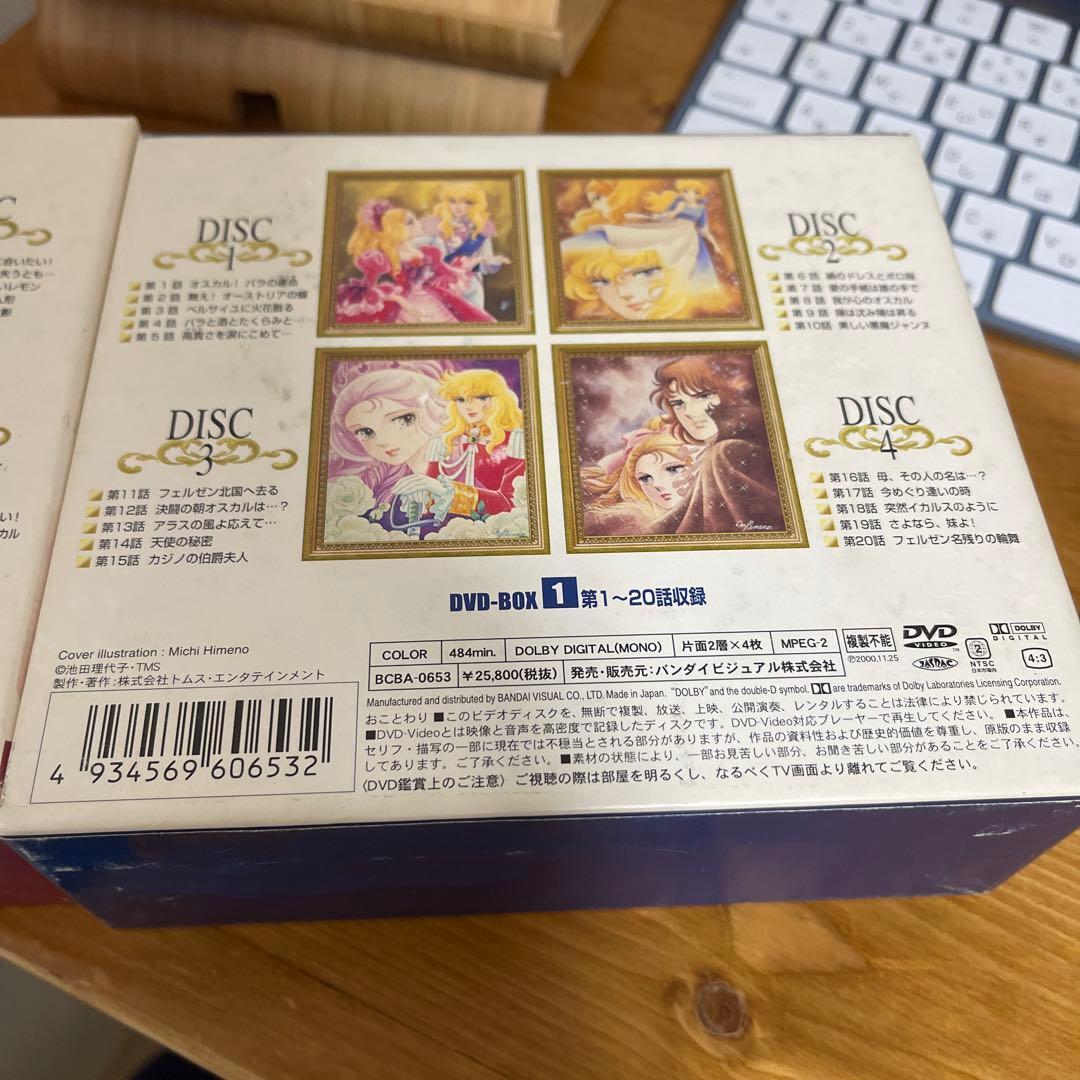 DISC
1
第1話 オスカル! バラの運命
第2話 舞え! オーストリアの蝶
第3話 ベルサイユに火花散る
第4話 バラと酒とたくらみと…
第5話 高貴さを涙にこめて…
DISC
2
第6話 絹のドレスとボロ服
第7話 愛の手紙は誰の手で
第8話 我が心のオスカル
第9話 陽は沈み陽は昇る
第10話 美しい悪魔ジャンヌ
DISC
3
第11話 フェルゼン北国へ去る
第12話 決闘の朝オスカルは…?
第13話 アラスの風よ応えて…
第14話 天使の秘密
第15話 カジノの伯爵夫人
DISC
4
第16話 母、その人の名は…?
第17話 今めぐり逢いの時
第18話 突然イカルスのように
第19話 さよなら、妹よ!
第20話 フェルゼン名残りの輪舞
DVD-BOX 1 第1~20話収録
Cover illustration : Michi Himeno
©池田理代子・TMS
製作・著作:株式会社トムス・エンタテインメント
COLOR 484min. DOLBY DIGITAL(MONO) 片面2層×4枚 MPEG-2 複製不能
BCBA-0653 ¥25,800(税抜) 発売・販売元:バンダイビジュアル株式会社 ℗2000.11.25
DVD VIDEO TM
JASRAC
2 NTSC 日本市場向
DOLBY DIGITAL
4:3
Manufactured and distributed by BANDAI VISUAL CO., LTD. Made in Japan. "DOLBY" and the double-D symbol are trademarks of Dolby Laboratories Licensing Corporation.
おことわり ■このビデオディスクを、無断で複製、放送、上映、公開演奏、レンタルすることは法律により禁じられています。
■DVD-Videoとは映像と音声を高密度で記録したディスクです。DVD-Video対応プレーヤーで再生してください。■本作品は、
セリフ・描写の一部に現在では不穏当とされる部分がありますが、作品の資料性および歴史的価値を尊重し、原版のまま収録
してあります。ご了承ください。■素材の状態により、一部お見苦しい部分、お聞き苦しい部分があることをご了承ください。
〈DVD鑑賞上のご注意〉ご視聴の際は部屋を明るくし、なるべくTV画面より離れてご覧ください。
4 934569 606532